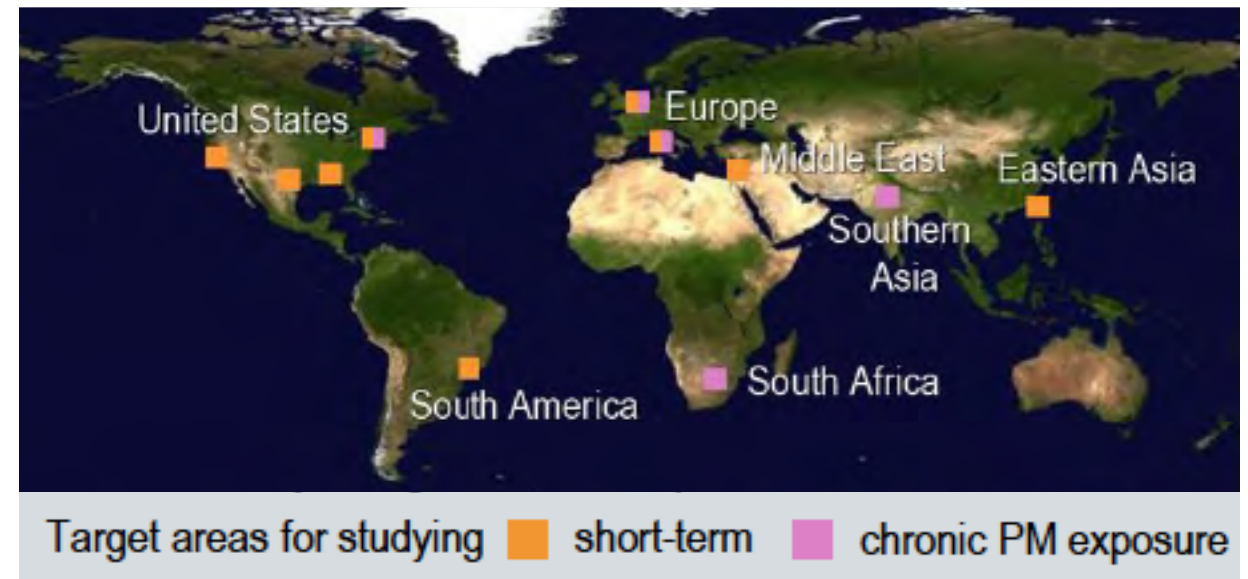 United States
Europe
Middle East
Eastern Asia
Southern
Asia
South America
South Africa
Target areas for studying short-term chronic PM exposure